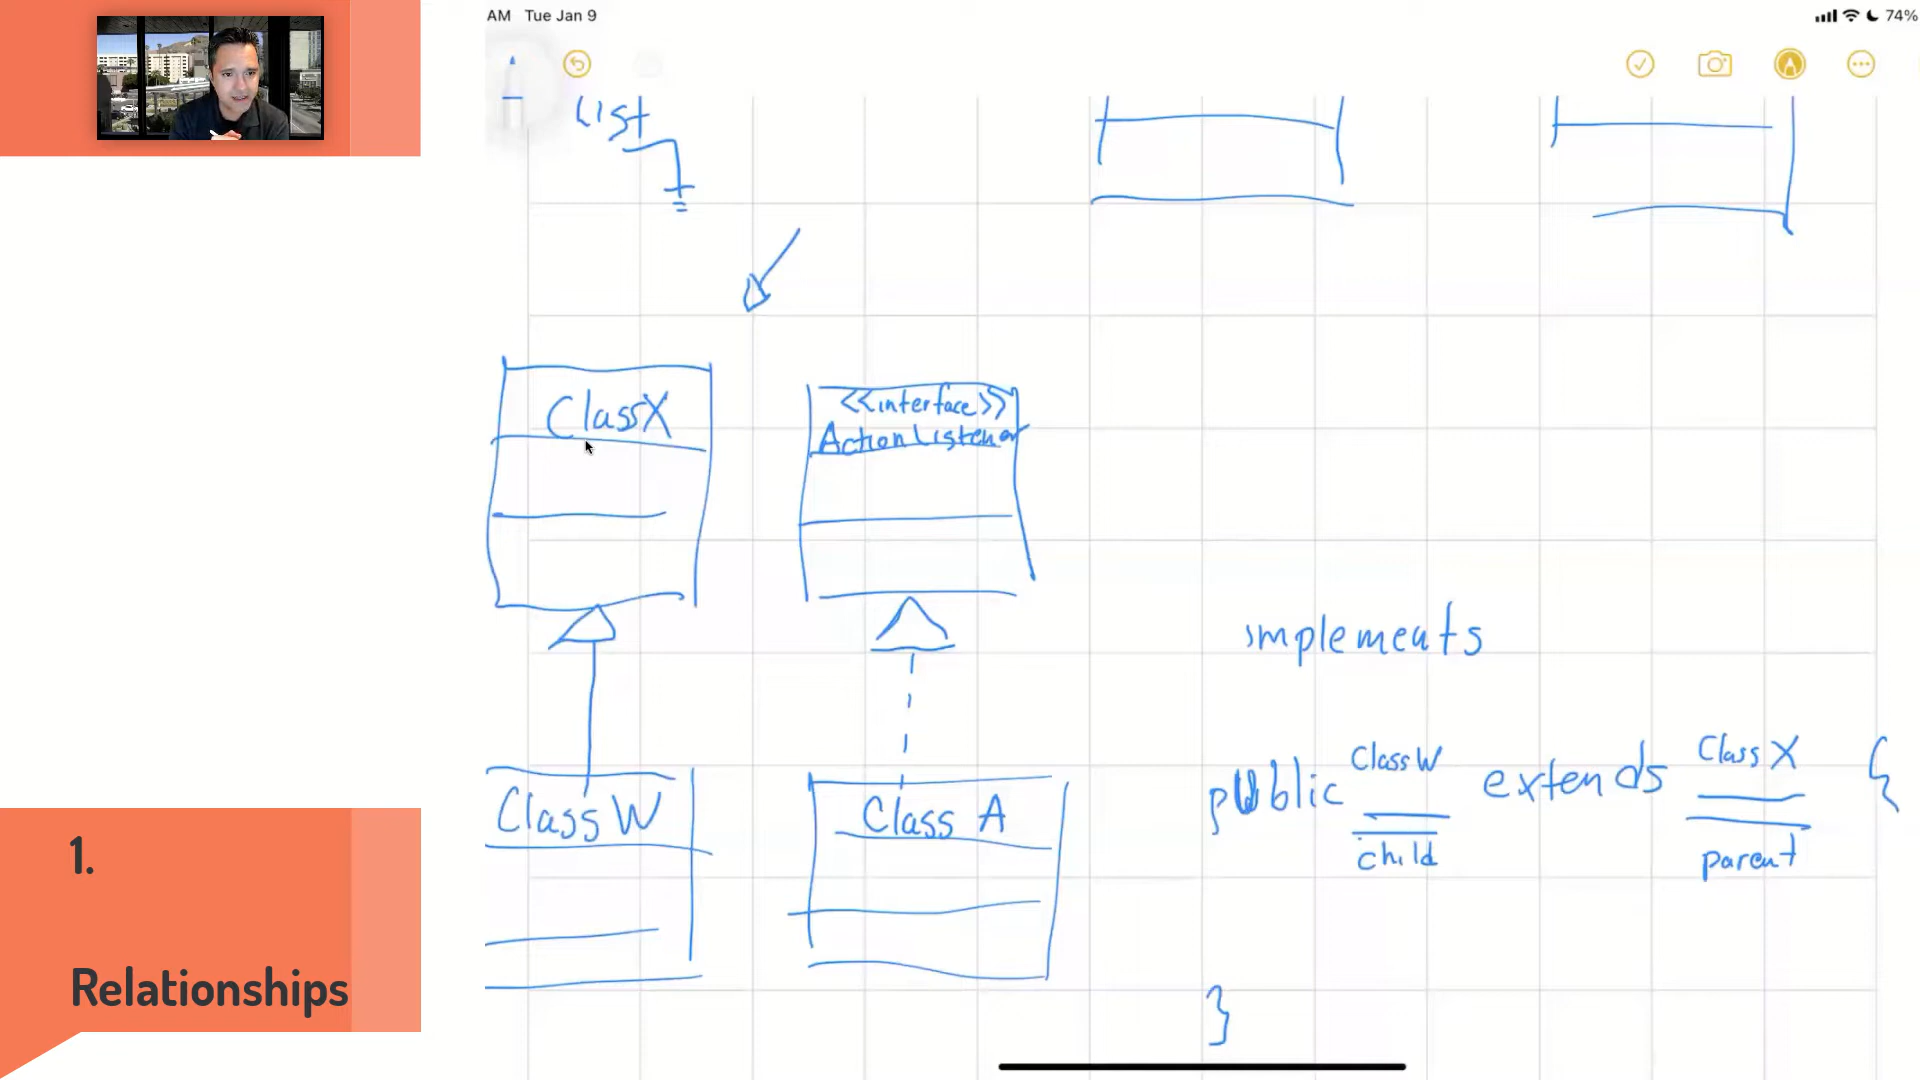 AM Tue Jan 9
74%
List
ClassX
<<interface>>
ActionListener
implements
public ClassW extends Class X {
child
parent
Class W
Class A
}
1.
Relationships